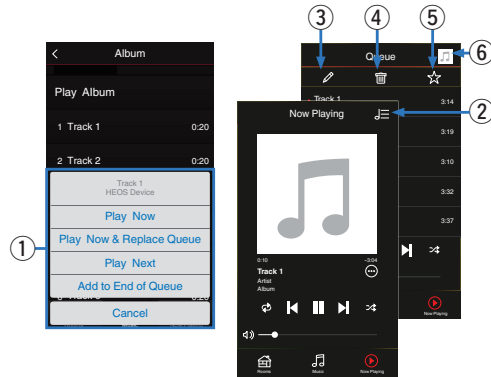 ③ ④ ⑤
Album
Queue
⑥
Play Album
Track 1 3:14
Now Playing
②
1 Track 1 0:20
3:19
2 Track 2 0:20
3:10
Track 1
HEOS Device
3:32
Play Now
3:37
①
Play Now & Replace Queue
0:10 -3:04
Play Next
Track 1
Artist
Album
Add to End of Queue
0:20
Cancel
Music
Now Playing
Rooms Music Now Playing